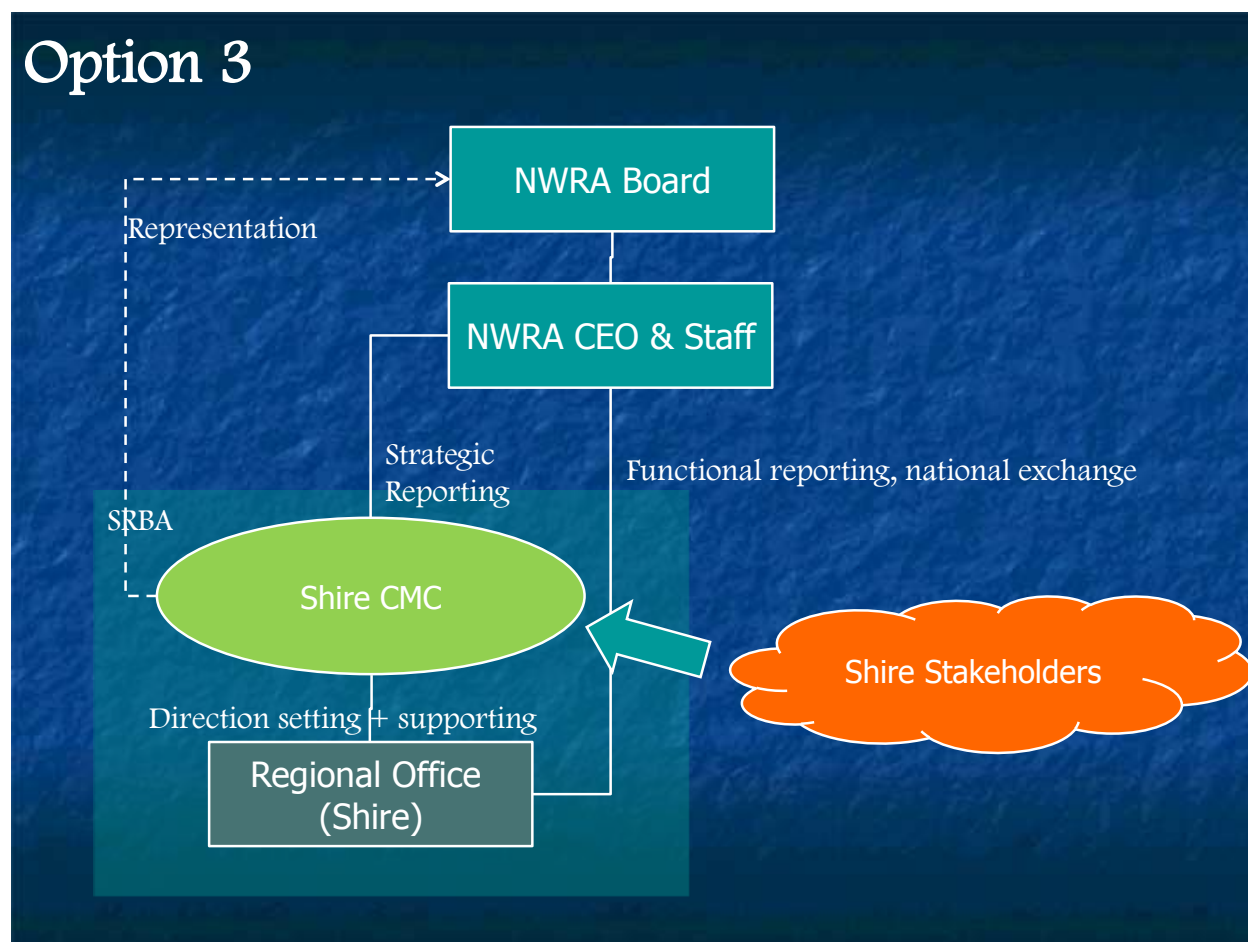 Option 3
NWRA Board
Representation
NWRA CEO & Staff
Strategic
Reporting
Functional reporting, national exchange
SRBA
Shire CMC
Shire Stakeholders
Direction setting + supporting
Regional Office
(Shire)